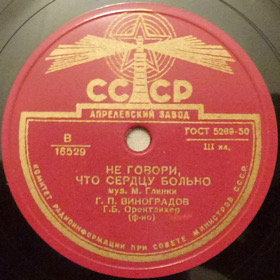 СССР
АПРЕЛЕВСКИЙ ЗАВОД
ГОСТ 5289-50
В
16529
III кл.
НЕ ГОВОРИ,
ЧТО СЕРДЦУ БОЛЬНО
муз. М. Глинки
Г. П. ВИНОГРАДОВ
Г.Б. Орентлихер
(ф-но)
КОМИТЕТ РАДИОИНФОРМАЦИИ ПРИ СОВЕТЕ МИНИСТРОВ С.С.С.Р.